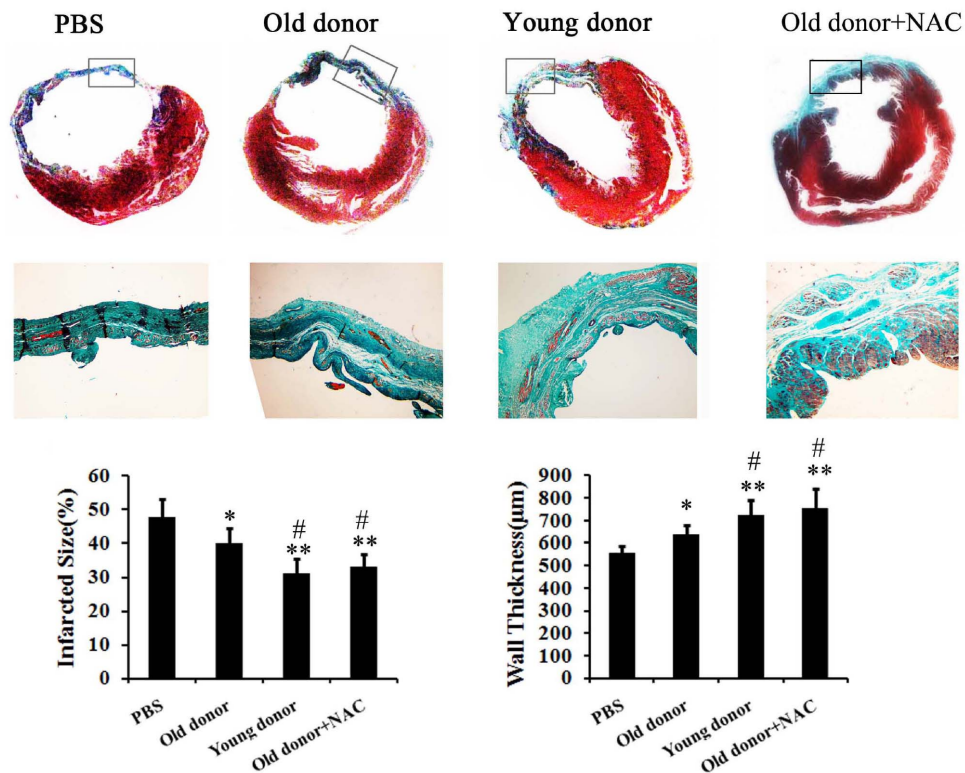 PBS Old donor Young donor Old donor+NAC
Infarcted Size(%)
60
50
40
30
20
10
0
*
#
**
#
**
PBS
Old donor
Young donor
Old donor+NAC
Wall Thickness(µm)
900
800
700
600
500
400
300
200
100
0
*
#
**
#
**
PBS
Old donor
Young donor
Old donor+NAC